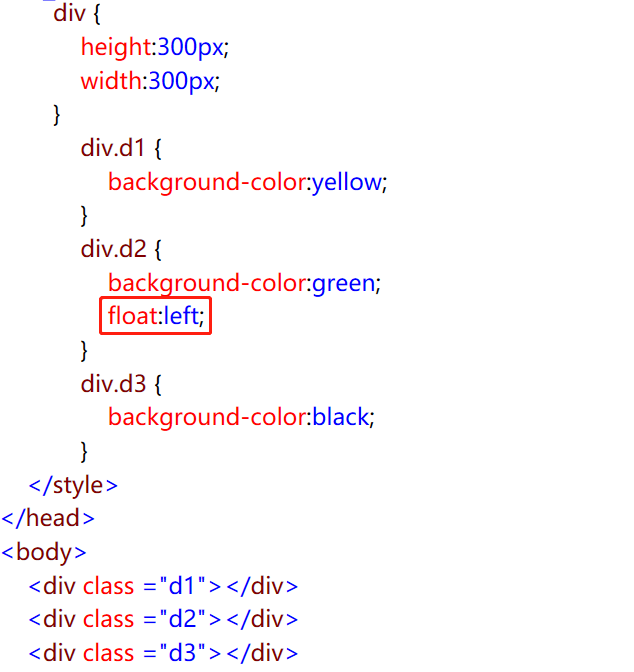 div {
height:300px;
width:300px;
}
div.d1 {
background-color:yellow;
}
div.d2 {
background-color:green;
float:left;
}
div.d3 {
background-color:black;
}
</style>
</head>
<body>
<div class ="d1"></div>
<div class ="d2"></div>
<div class ="d3"></div>